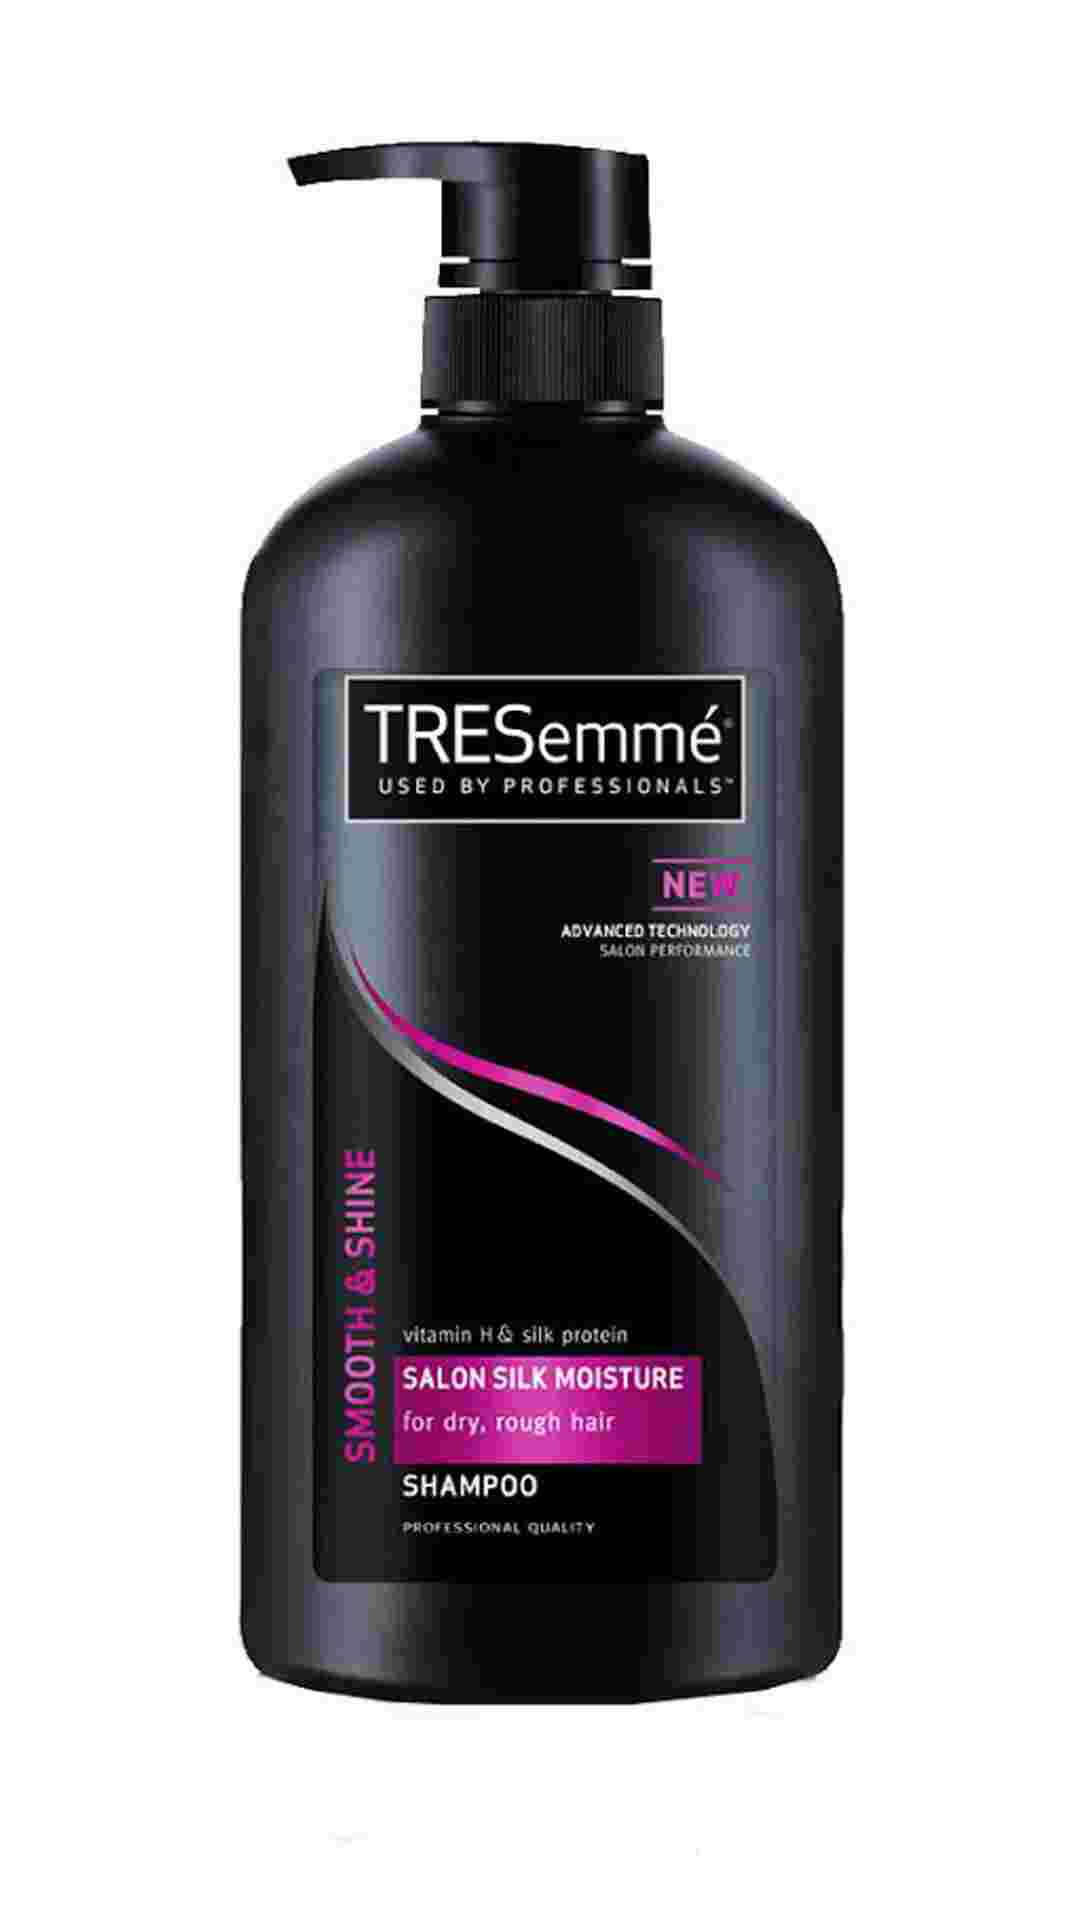 TRESemmé®
USED BY PROFESSIONALS™
NEW
ADVANCED TECHNOLOGY
SALON PERFORMANCE
SMOOTH & SHINE
vitamin H & silk protein
SALON SILK MOISTURE
for dry, rough hair
SHAMPOO
PROFESSIONAL QUALITY